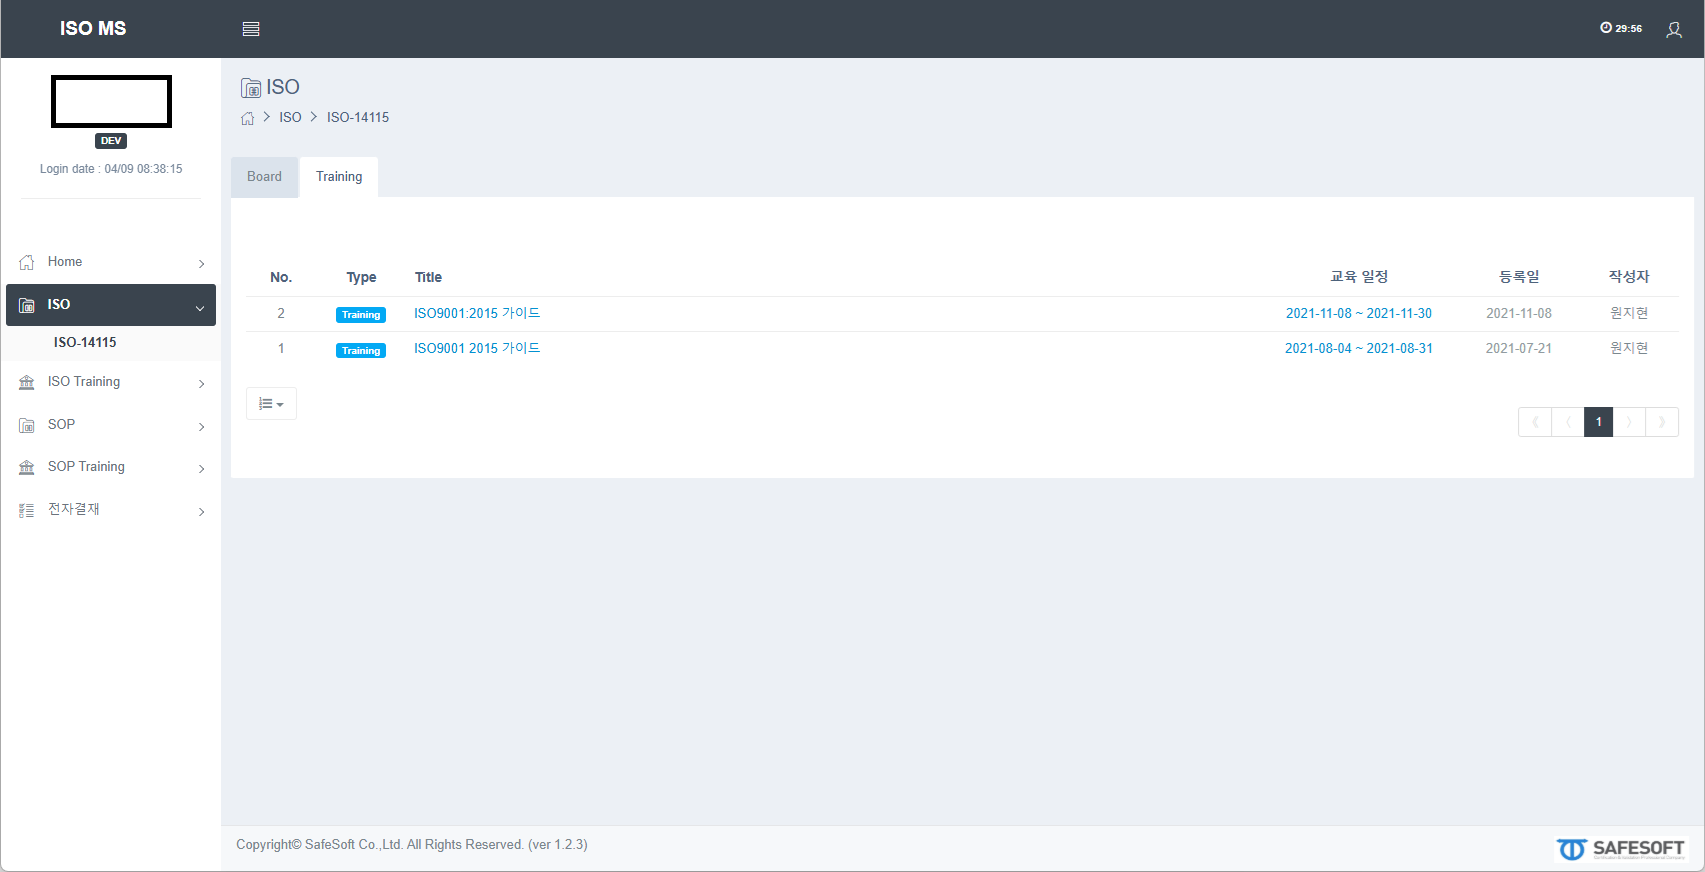 ISO MS
29:56
DEV
Login date : 04/09 08:38:15
Home
ISO
ISO-14115
ISO Training
SOP
SOP Training
전자결재
ISO
ISO
ISO-14115
Board
Training
No. Type Title 교육 일정 등록일 작성자
2 Training ISO9001:2015 가이드 2021-11-08 ~ 2021-11-30 2021-11-08 원지현
1 Training ISO9001 2015 가이드 2021-08-04 ~ 2021-08-31 2021-07-21 원지현
1
Copyright© SafeSoft Co.,Ltd. All Rights Reserved. (ver 1.2.3)
SAFESOFT